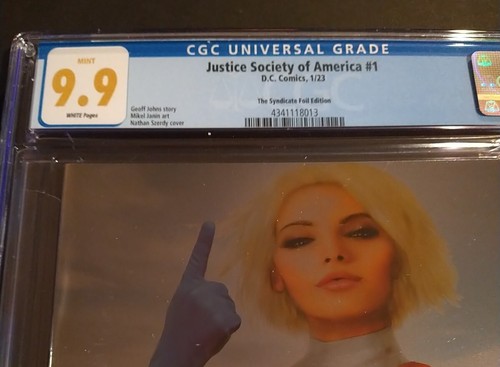 CGC UNIVERSAL GRADE
MINT
9.9
WHITE Pages
Justice Society of America #1
D.C. Comics, 1/23
The Syndicate Foil Edition
Geoff Johns story
Mikel Janin art
Nathan Szerdy cover
4341118013